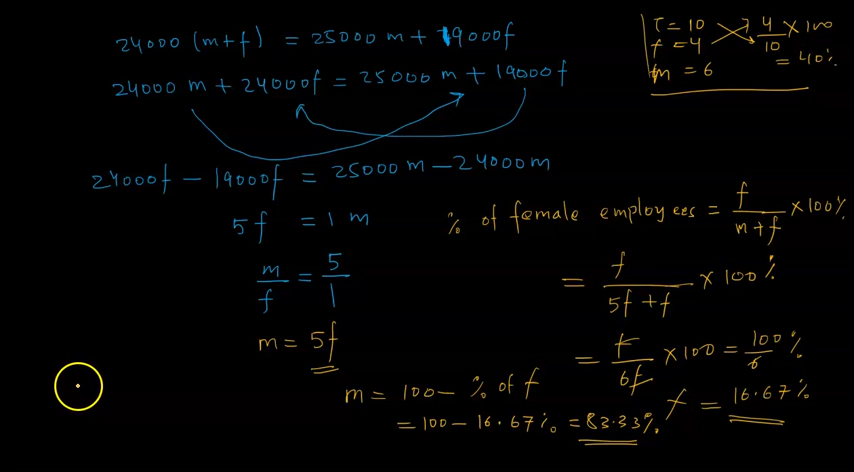 24000 (m+f) = 25000 m + 19000f
24000 m + 24000f = 25000 m + 19000f
24000f – 19000f = 25000 m – 24000 m
5f = 1 m
m/f = 5/1
m = 5f
T = 10
f = 4
m = 6
4/10 × 100
= 40%
% of female employees = f/(m+f) × 100%
= f/(5f+f) × 100%
= f/6f × 100 = 100/6 %
f = 16.67%
m = 100 – % of f
= 100 – 16.67% = 83.33%